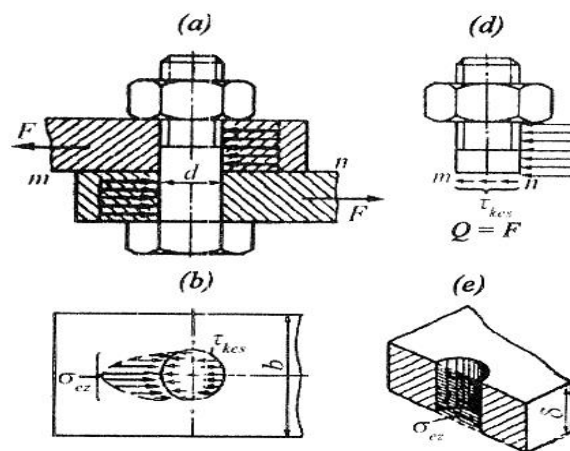 (a)
(d)
F
n
m
d
F
m
n
τkes
Q = F
(b)
(e)
τkes
σez
b
σez
δ